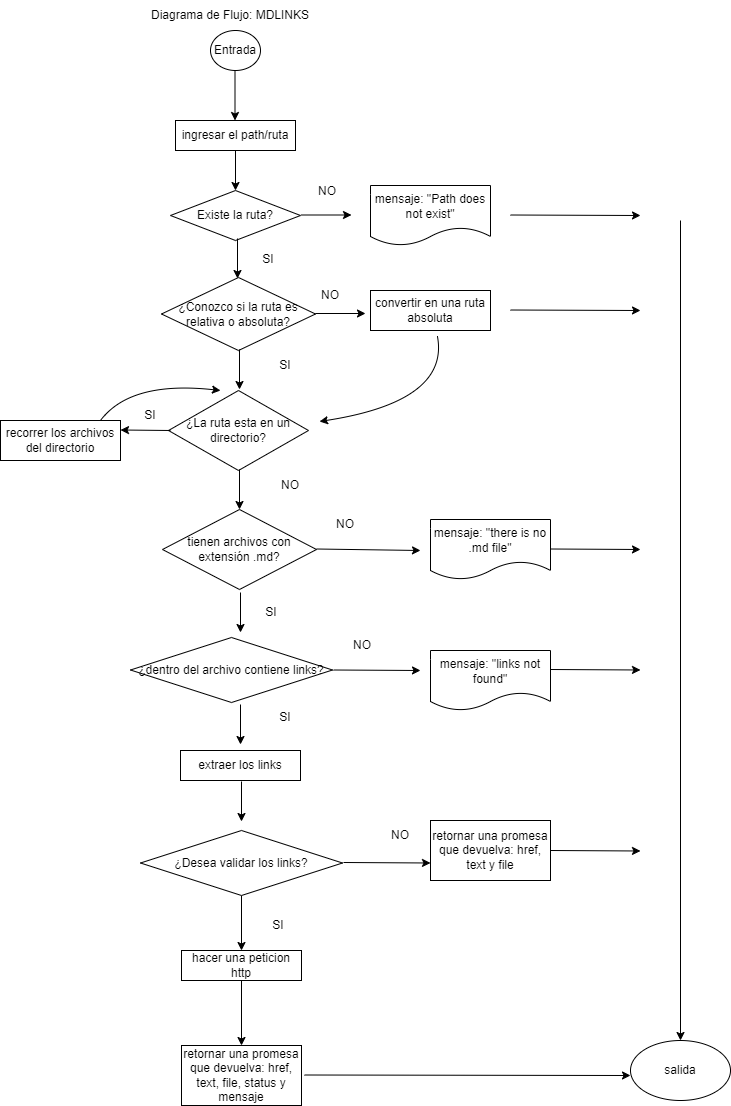 Diagrama de Flujo: MDLINKS
Entrada
ingresar el path/ruta
NO
Existe la ruta?
mensaje: "Path does
not exist"
SI
NO
¿Conozco si la ruta es
relativa o absoluta?
convertir en una ruta
absoluta
SI
SI
¿La ruta esta en un
directorio?
recorrer los archivos
del directorio
NO
NO
tienen archivos con
extensión .md?
mensaje: "there is no
.md file"
SI
NO
¿dentro del archivo contiene links?
mensaje: "links not
found"
SI
extraer los links
NO
¿Desea validar los links?
retornar una promesa
que devuelva: href,
text y file
SI
hacer una peticion
http
retornar una promesa
que devuelva: href,
text, file, status y
mensaje
salida